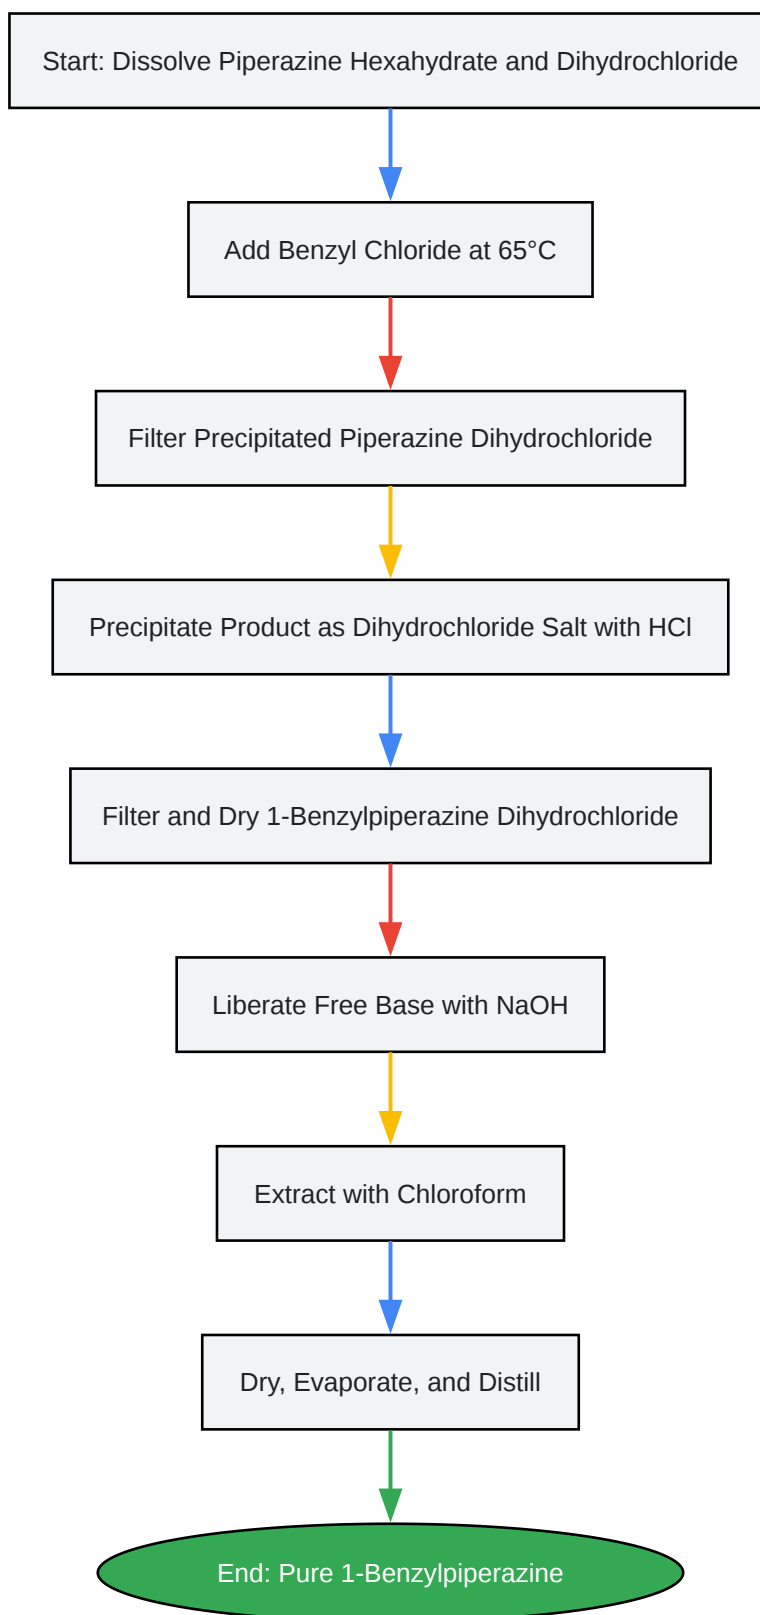 Start: Dissolve Piperazine Hexahydrate and Dihydrochloride
Add Benzyl Chloride at 65°C
Filter Precipitated Piperazine Dihydrochloride
Precipitate Product as Dihydrochloride Salt with HCl
Filter and Dry 1-Benzylpiperazine Dihydrochloride
Liberate Free Base with NaOH
Extract with Chloroform
Dry, Evaporate, and Distill
End: Pure 1-Benzylpiperazine